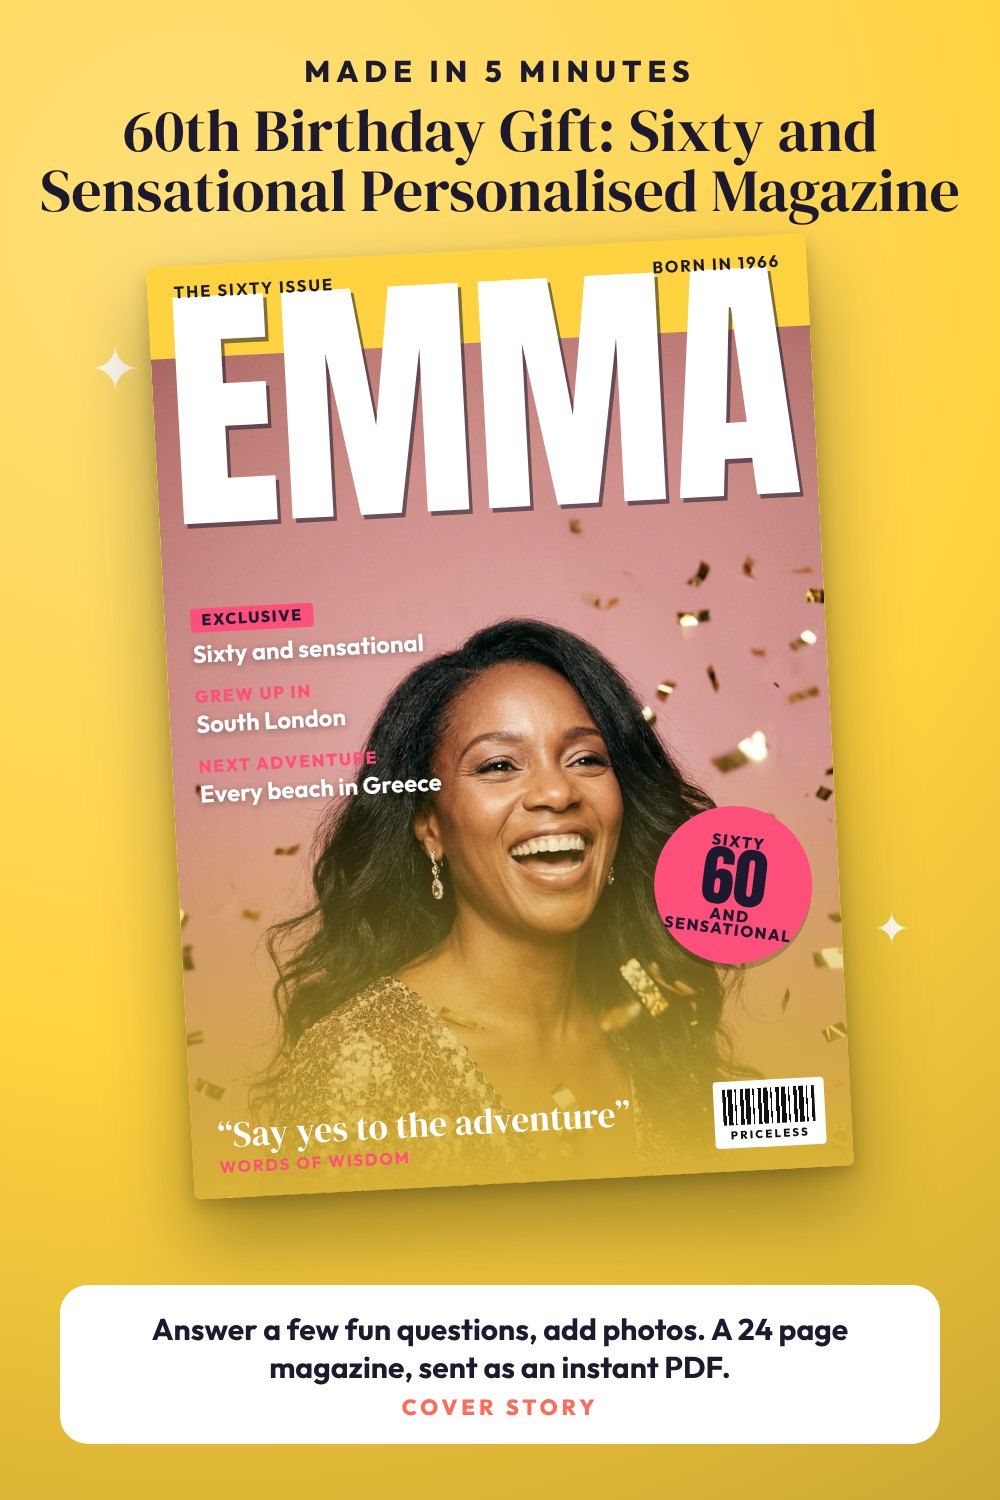 MADE IN 5 MINUTES
60th Birthday Gift: Sixty and
Sensational Personalised Magazine
THE SIXTY ISSUE
BORN IN 1966
EMMA
EXCLUSIVE
Sixty and sensational
GREW UP IN
South London
NEXT ADVENTURE
Every beach in Greece
SIXTY
60
AND
SENSATIONAL
“Say yes to the adventure”
WORDS OF WISDOM
PRICELESS
Answer a few fun questions, add photos. A 24 page
magazine, sent as an instant PDF.
COVER STORY